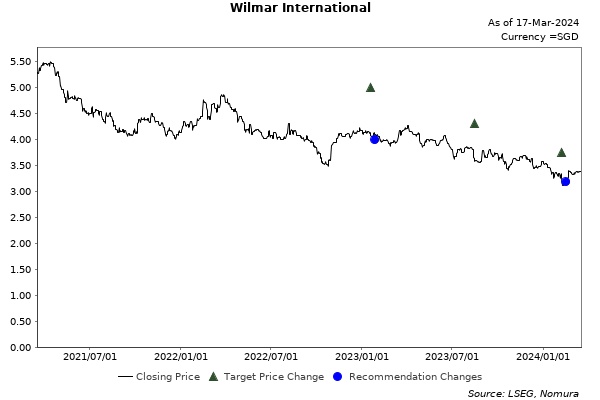 Wilmar International
As of 17-Mar-2024
Currency =SGD
5.50
5.00
4.50
4.00
3.50
3.00
2.50
2.00
1.50
1.00
0.50
0.00
2021/07/01 2022/01/01 2022/07/01 2023/01/01 2023/07/01 2024/01/01
Closing Price Target Price Change Recommendation Changes
Source: LSEG, Nomura